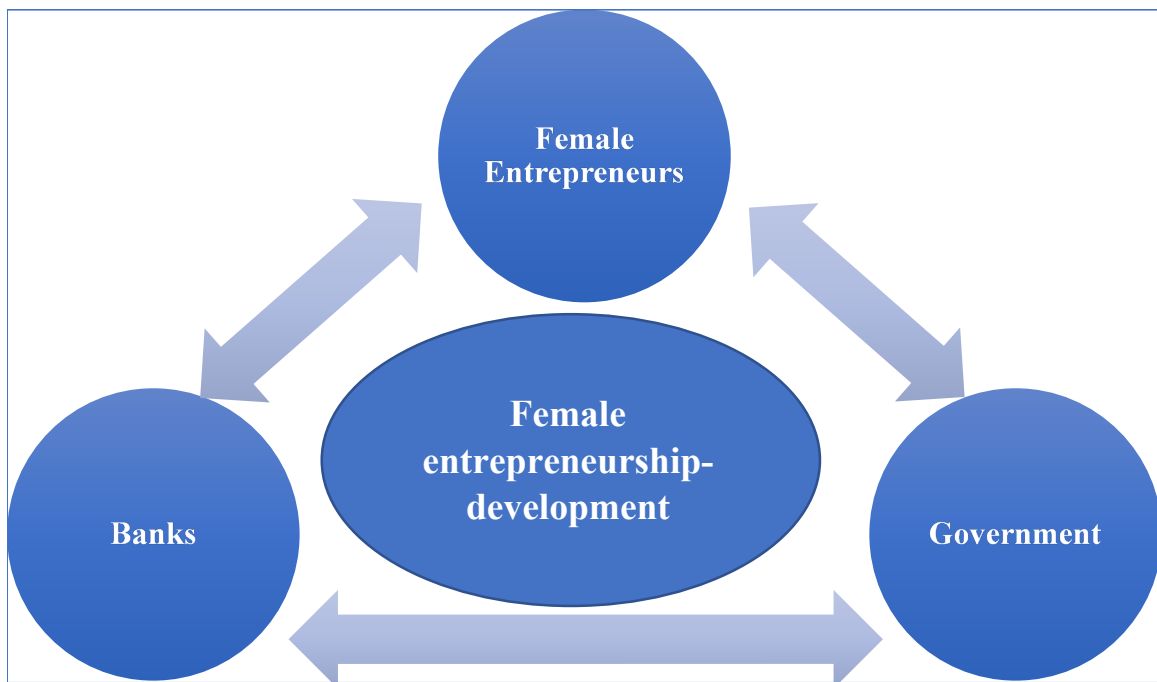 Female
Entrepreneurs
Female
entrepreneurship-
development
Banks
Government